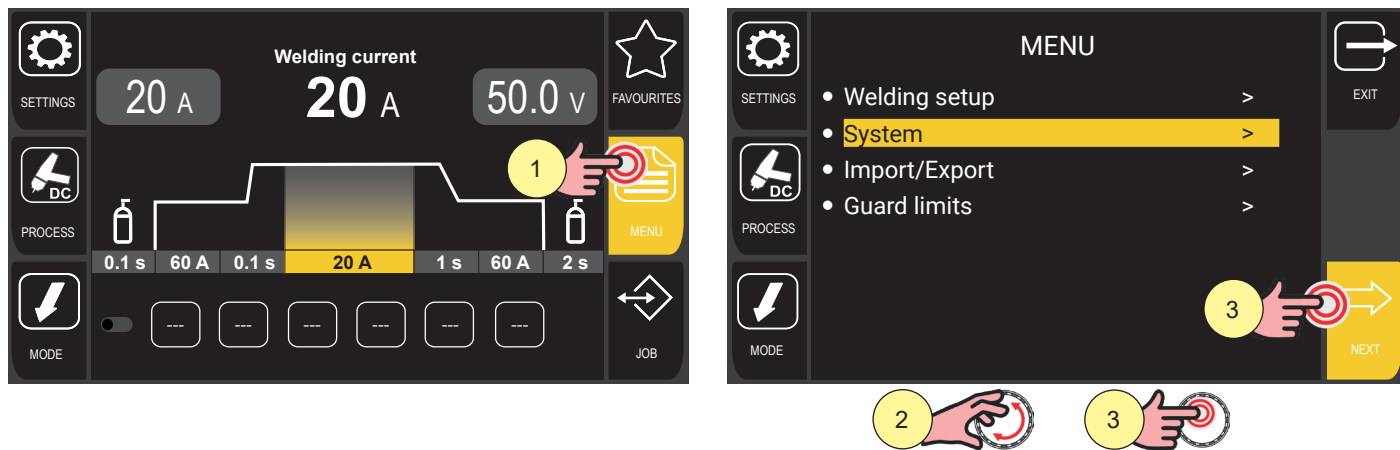 SETTINGS
PROCESS
DC
MODE
Welding current
20 A
20 A
50.0 V
0.1 s 60 A 0.1 s 20 A 1 s 60 A 2 s
--- --- --- --- --- ---
FAVOURITES
1
MENU
JOB
SETTINGS
PROCESS
DC
MODE
MENU
• Welding setup >
• System >
• Import/Export >
• Guard limits >
EXIT
3
NEXT
2
3